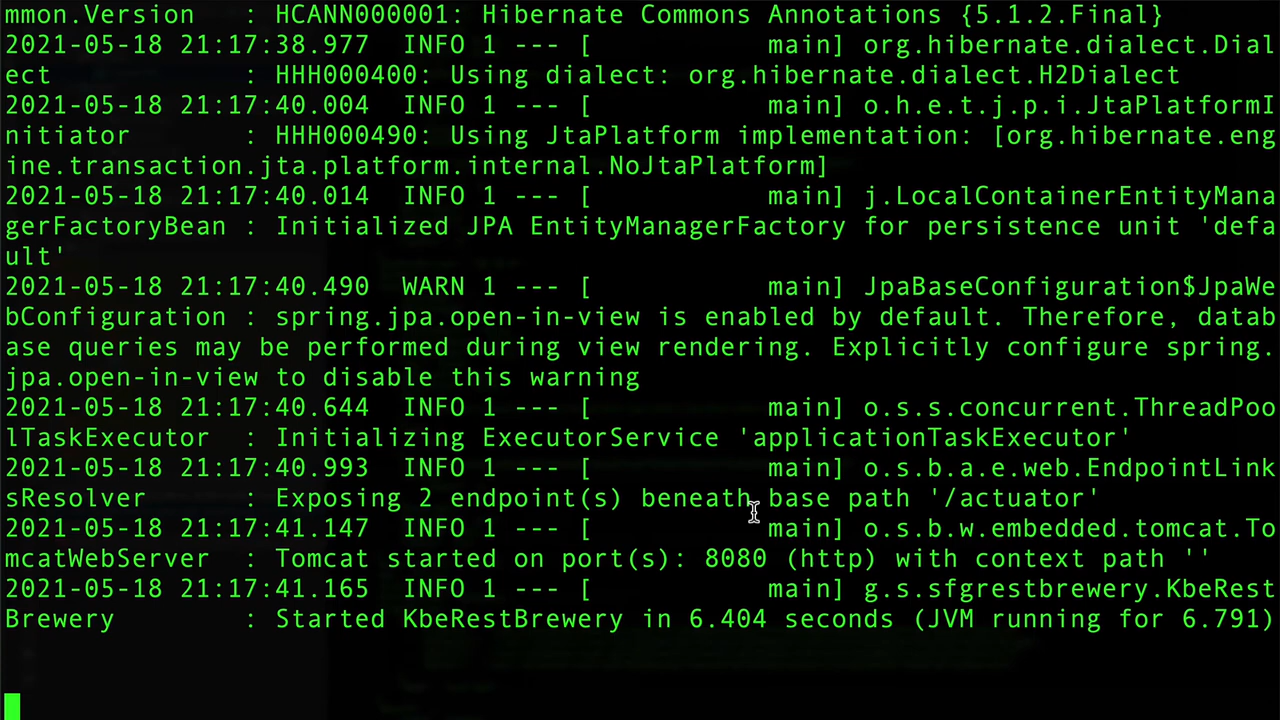 mmon.Version   : HCANN000001: Hibernate Commons Annotations {5.1.2.Final}
2021-05-18 21:17:38.977  INFO 1 --- [           main] org.hibernate.dialect.Dial
ect            : HHH000400: Using dialect: org.hibernate.dialect.H2Dialect
2021-05-18 21:17:40.004  INFO 1 --- [           main] o.h.e.t.j.p.i.JtaPlatformI
nitiator       : HHH000490: Using JtaPlatform implementation: [org.hibernate.eng
ine.transaction.jta.platform.internal.NoJtaPlatform]
2021-05-18 21:17:40.014  INFO 1 --- [           main] j.LocalContainerEntityMana
gerFactoryBean : Initialized JPA EntityManagerFactory for persistence unit 'defa
ult'
2021-05-18 21:17:40.490  WARN 1 --- [           main] JpaBaseConfiguration$JpaWe
bConfiguration : spring.jpa.open-in-view is enabled by default. Therefore, datab
ase queries may be performed during view rendering. Explicitly configure spring.
jpa.open-in-view to disable this warning
2021-05-18 21:17:40.644  INFO 1 --- [           main] o.s.s.concurrent.ThreadPoo
lTaskExecutor  : Initializing ExecutorService 'applicationTaskExecutor'
2021-05-18 21:17:40.993  INFO 1 --- [           main] o.s.b.a.e.web.EndpointLink
sResolver      : Exposing 2 endpoint(s) beneath base path '/actuator'
2021-05-18 21:17:41.147  INFO 1 --- [           main] o.s.b.w.embedded.tomcat.To
mcatWebServer  : Tomcat started on port(s): 8080 (http) with context path ''
2021-05-18 21:17:41.165  INFO 1 --- [           main] g.s.sfgrestbrewery.KbeRest
Brewery        : Started KbeRestBrewery in 6.404 seconds (JVM running for 6.791)